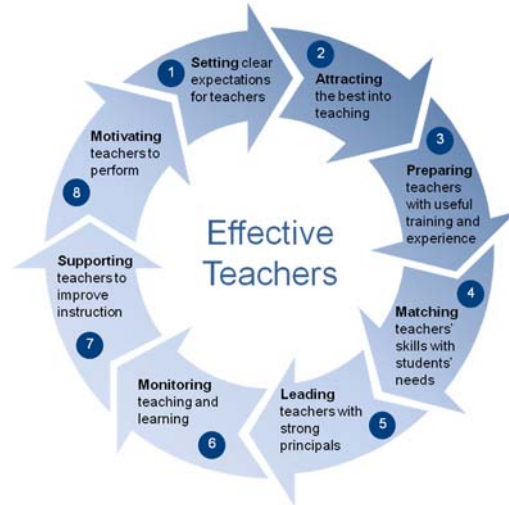 1
Setting clear
expectations
for teachers
2
Attracting
the best into
teaching
3
Preparing
teachers
with useful
training and
experience
4
Matching
teachers'
skills with
students'
needs
5
Leading
teachers with
strong
principals
6
Monitoring
teaching and
learning
7
Supporting
teachers to
improve
instruction
8
Motivating
teachers to
perform
Effective
Teachers